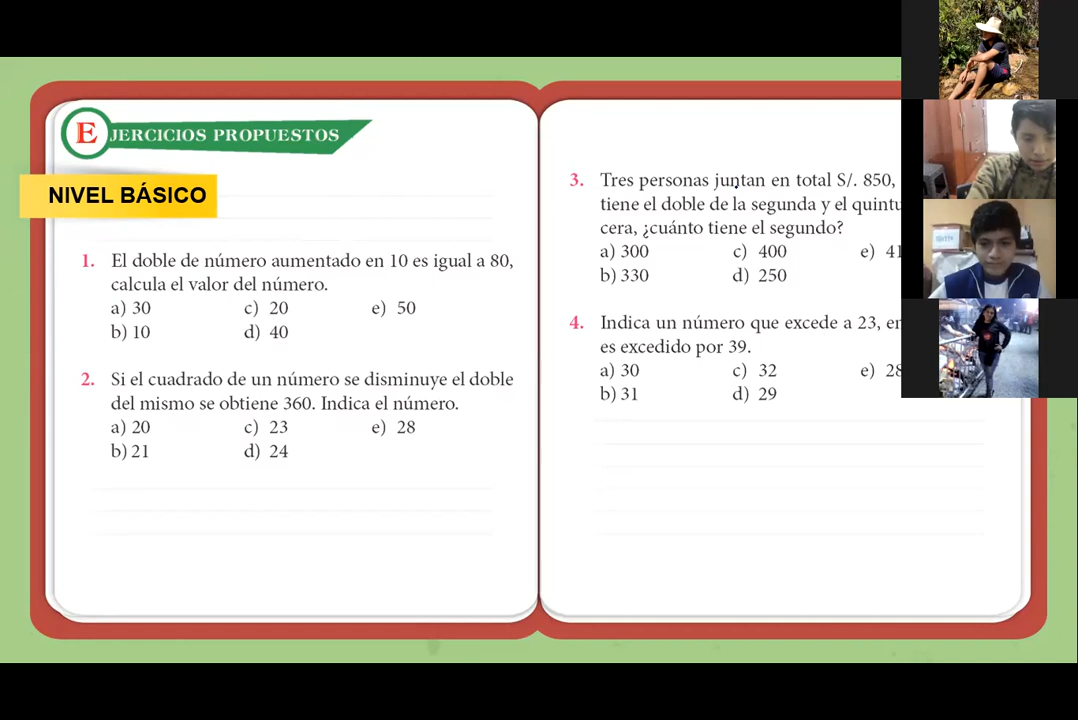 EJERCICIOS PROPUESTOS
NIVEL BÁSICO
1. El doble de número aumentado en 10 es igual a 80,
calcula el valor del número.
a) 30 c) 20 e) 50
b) 10 d) 40
2. Si el cuadrado de un número se disminuye el doble
del mismo se obtiene 360. Indica el número.
a) 20 c) 23 e) 28
b) 21 d) 24
3. Tres personas juntan en total S/. 850,
tiene el doble de la segunda y el
cera, ¿cuánto tiene el segundo?
a) 300 c) 400 e)
b) 330 d) 250
4. Indica un número que excede a 23,
es excedido por 39.
a) 30 c) 32 e) 28
b) 31 d) 29